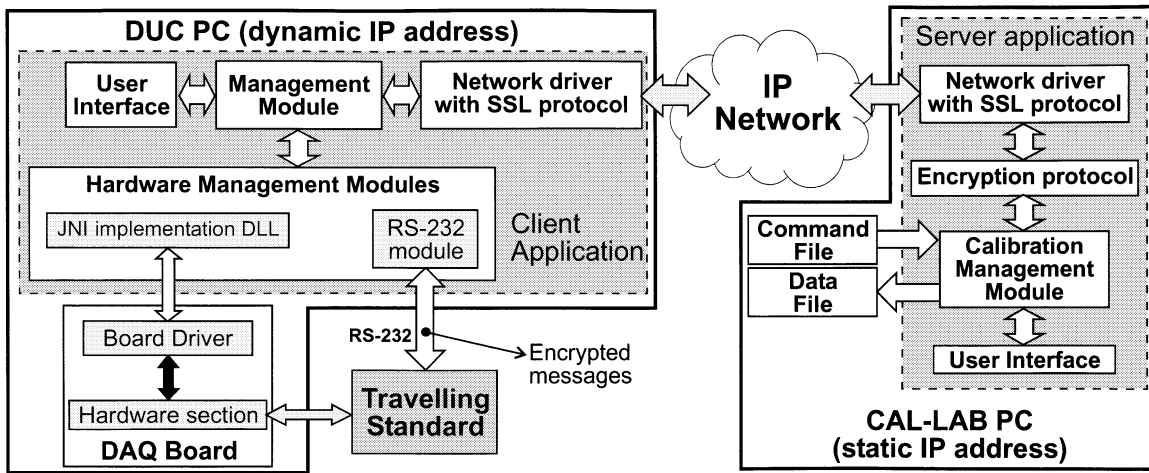 DUC PC (dynamic IP address)
User
Interface
Management
Module
Network driver
with SSL protocol
Hardware Management Modules
JNI implementation DLL
RS-232
module
Client
Application
Board Driver
Hardware section
DAQ Board
RS-232
Encrypted
messages
Travelling
Standard
IP
Network
Server application
Network driver
with SSL protocol
Encryption protocol
Command
File
Data
File
Calibration
Management
Module
User Interface
CAL-LAB PC
(static IP address)